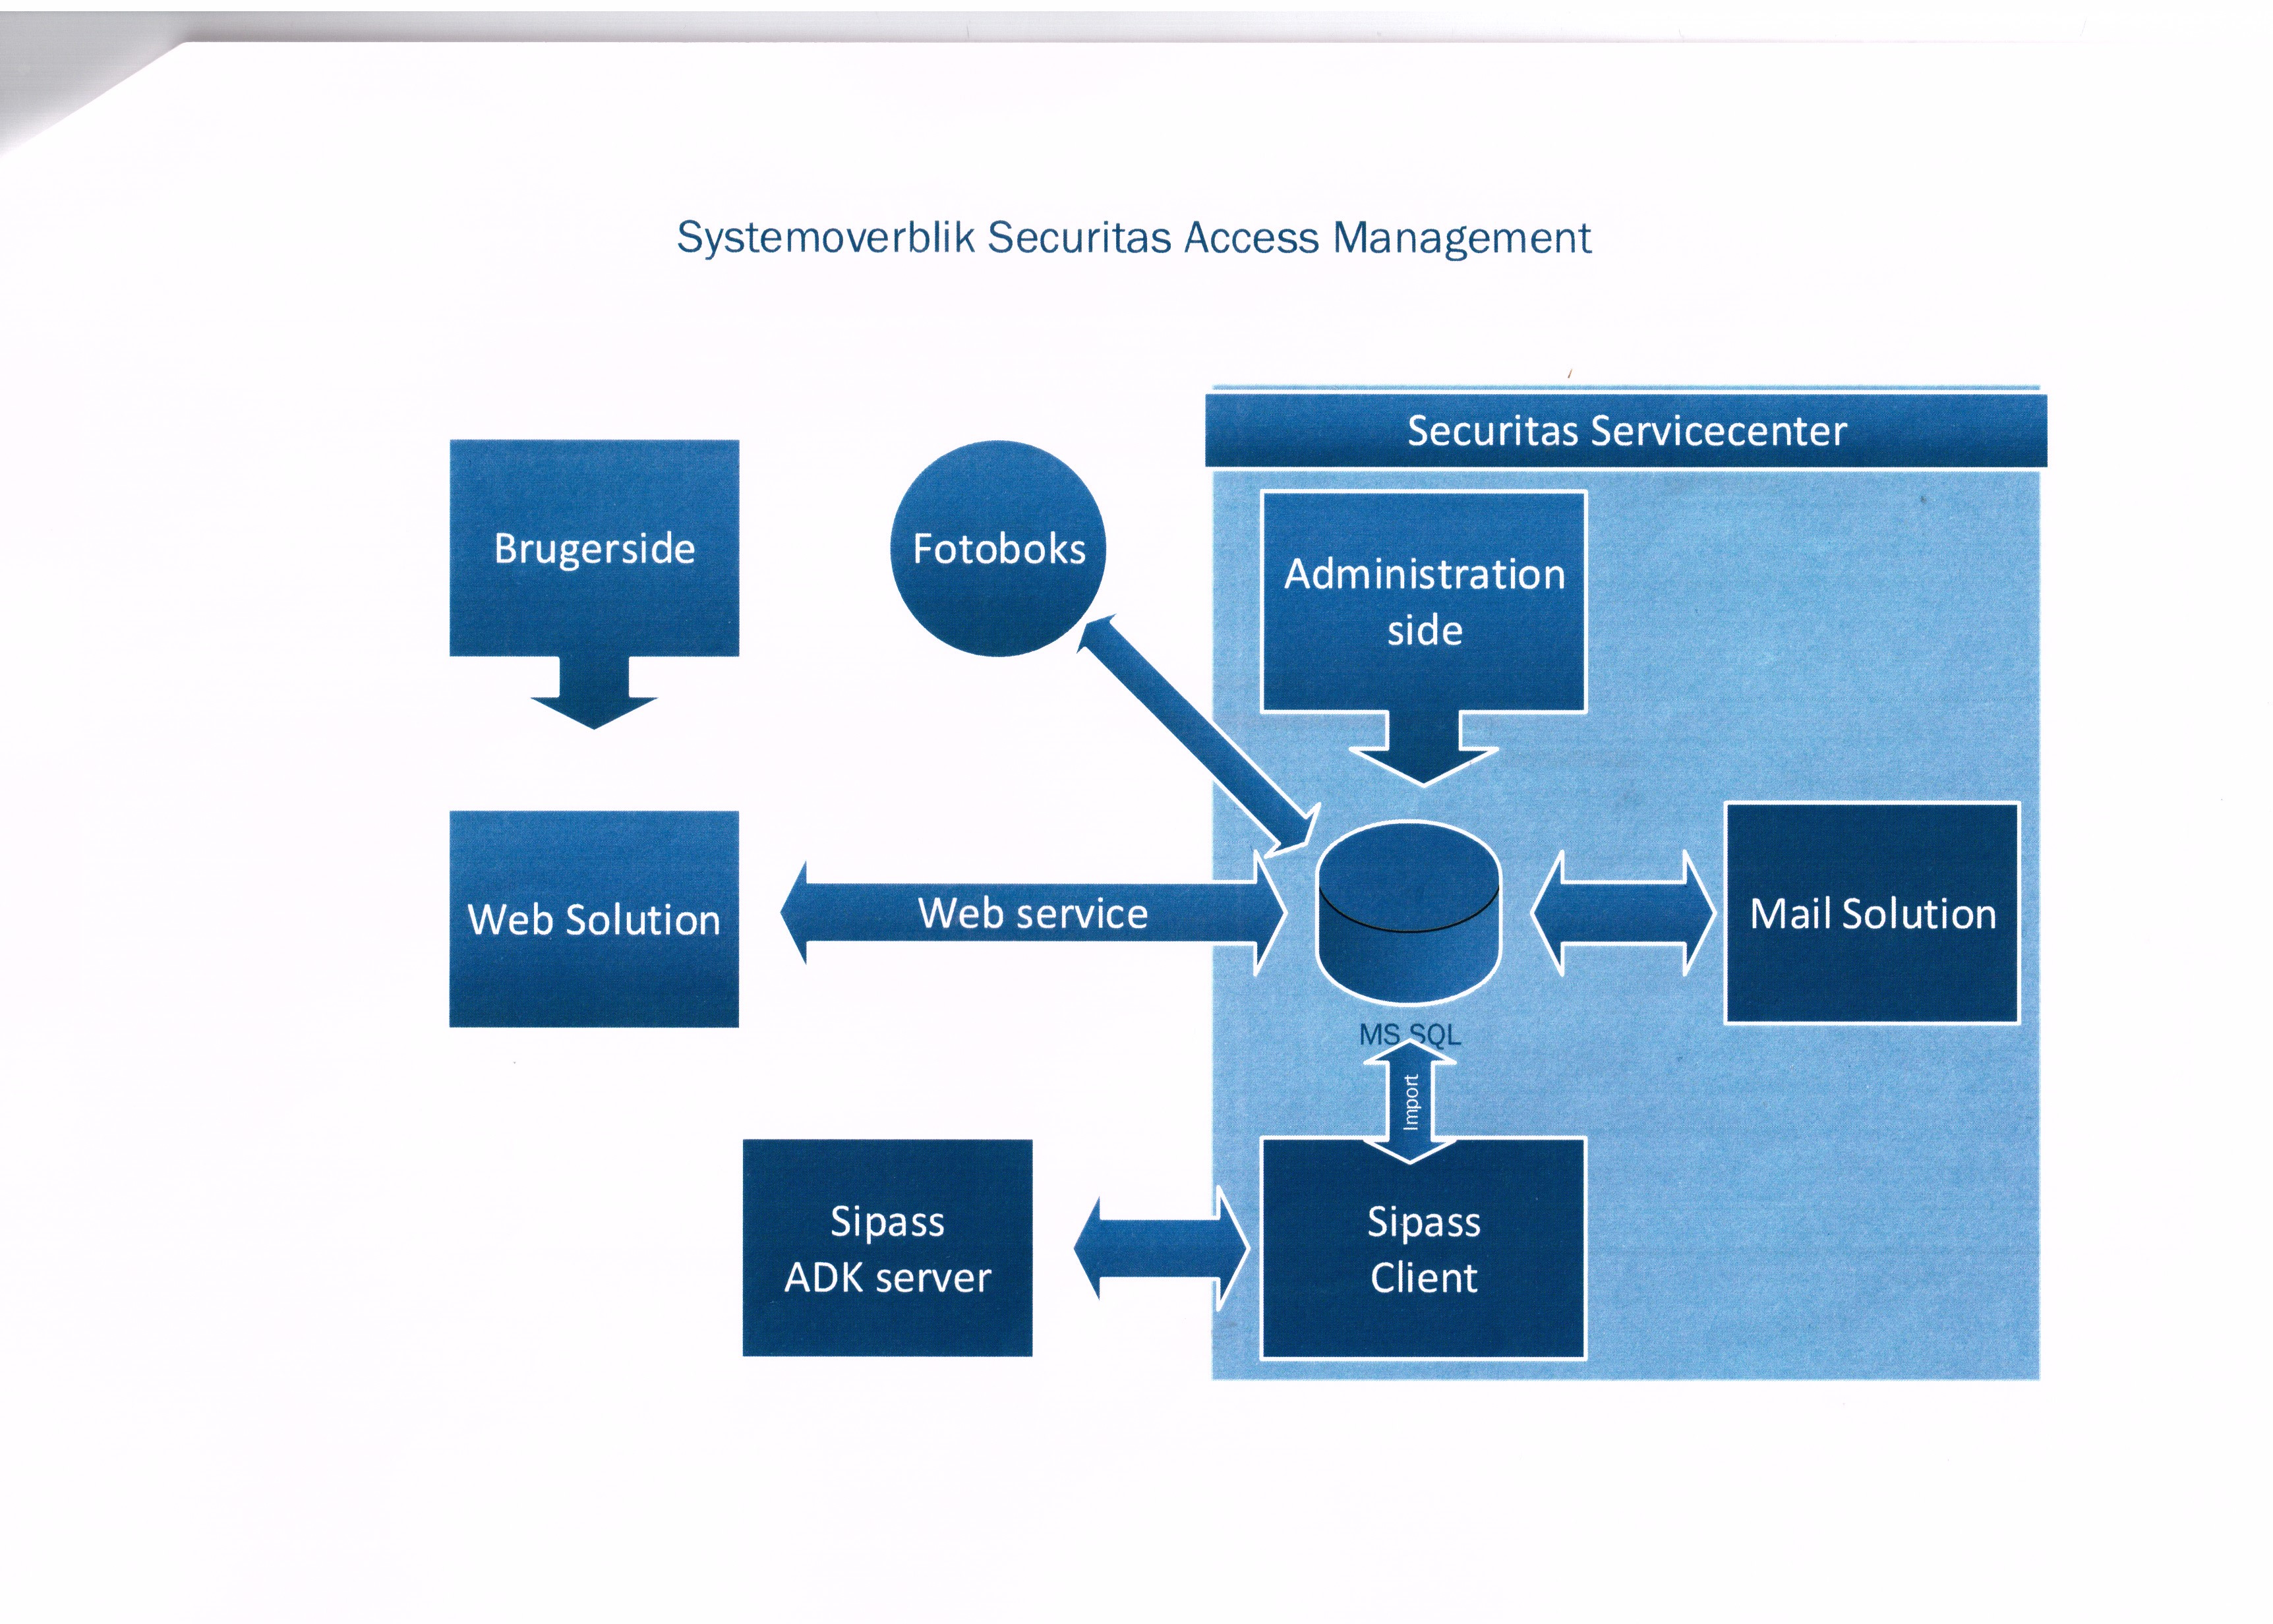 Systemoverblik Securitas Access Management
Securitas Servicecenter
Brugerside
Fotoboks
Administration
side
Web Solution
Web service
Mail Solution
MS SQL
Import
Sipass
ADK server
Sipass
Client